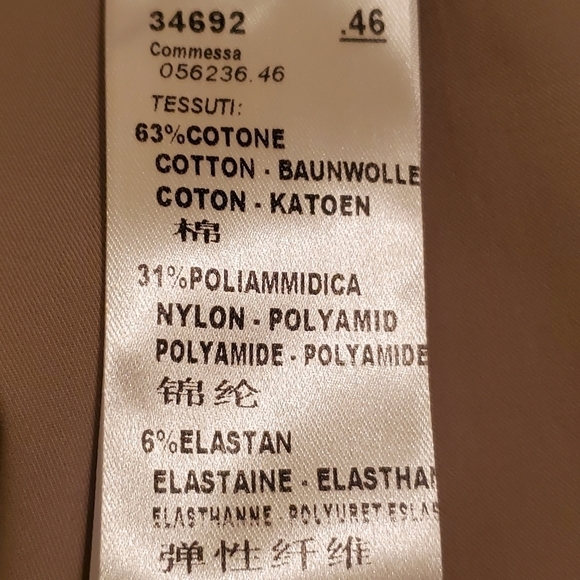 34692 .46
Commessa
056236.46
TESSUTI:
63%COTONE
COTTON - BAUNWOLLE
COTON - KATOEN
棉
31%POLIAMMIDICA
NYLON - POLYAMID
POLYAMIDE - POLYAMIDE
锦纶
6%ELASTAN
ELASTAINE - ELASTHA
ELASTHANNE -
弹性纤维